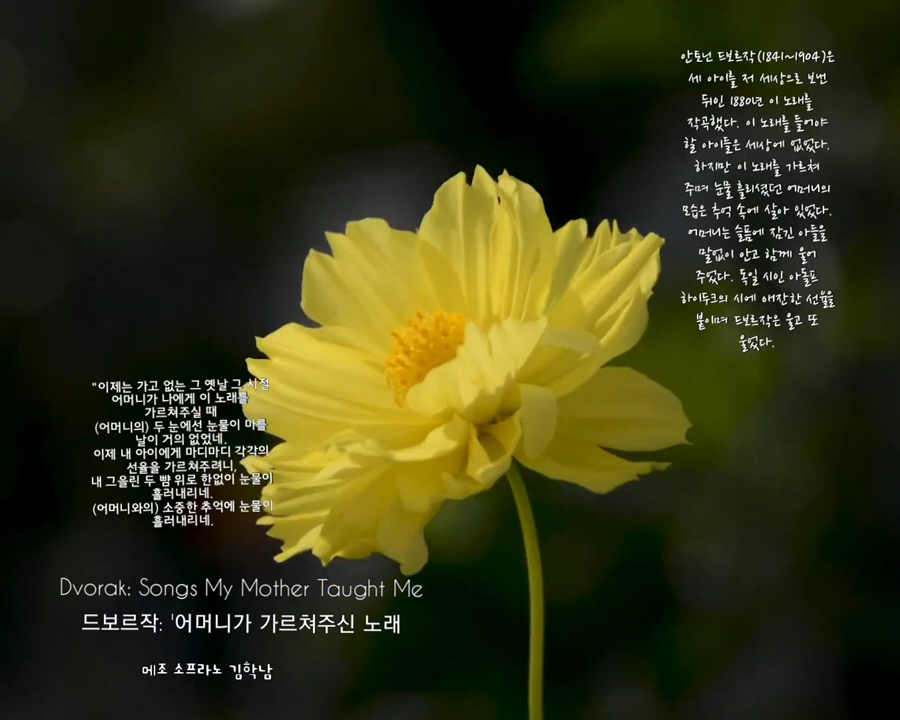 안토닌 드보르작(1841~1904)은
세 아이를 저 세상으로 보낸
뒤인 1880년 이 노래를
작곡했다. 이 노래를 들어야
할 아이들은 세상에 없었다.
하지만 이 노래를 가르쳐
주며 눈물 흘리셨던 어머니의
모습은 추억 속에 살아 있었다.
어머니는 슬픔에 잠긴 아들을
말없이 안고 함께 울어
주었다. 독일 시인 아돌프
하이두크의 시에 애잔한 선율을
붙이며 드보르작은 울고 또
울었다.
"이제는 가고 없는 그 옛날 그 시절
어머니가 나에게 이 노래를
가르쳐주실 때
(어머니의) 두 눈에선 눈물이 마를
날이 거의 없었네.
이제 내 아이에게 마디마디 각각의
선율을 가르쳐주려니,
내 그을린 두 뺨 위로 한없이 눈물이
흘러내리네.
(어머니와의) 소중한 추억에 눈물이
흘러내리네.
Dvorak: Songs My Mother Taught Me
드보르작: '어머니가 가르쳐주신 노래
메조 소프라노 김학남